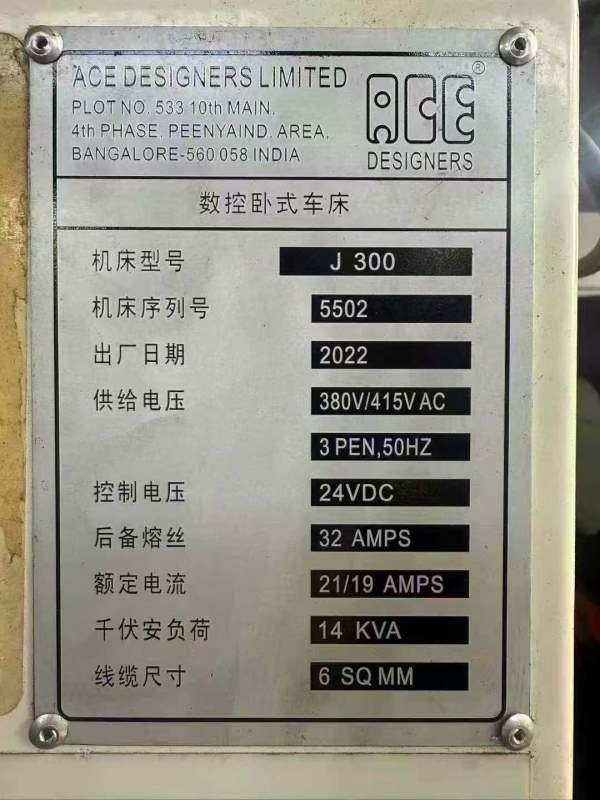 ACE DESIGNERS LIMITED
PLOT NO. 533 10th MAIN.
4th PHASE, PEENYAIND. AREA,
BANGALORE-560 058 INDIA
ACE ®
DESIGNERS
数控卧式车床
机床型号 J 300
机床序列号 5502
出厂日期 2022
供给电压 380V/415V AC
3 PEN,50HZ
控制电压 24VDC
后备熔丝 32 AMPS
额定电流 21/19 AMPS
千伏安负荷 14 KVA
线缆尺寸 6 SQ MM